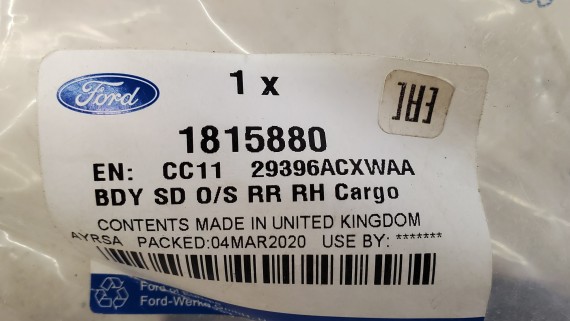 Ford
1 x
EAC
1815880
EN: CC11 29396ACXWAA
BDY SD O/S RR RH Cargo
CONTENTS MADE IN UNITED KINGDOM
AYRSA PACKED:04MAR2020 USE BY: *******
Ford
Ford-Werke